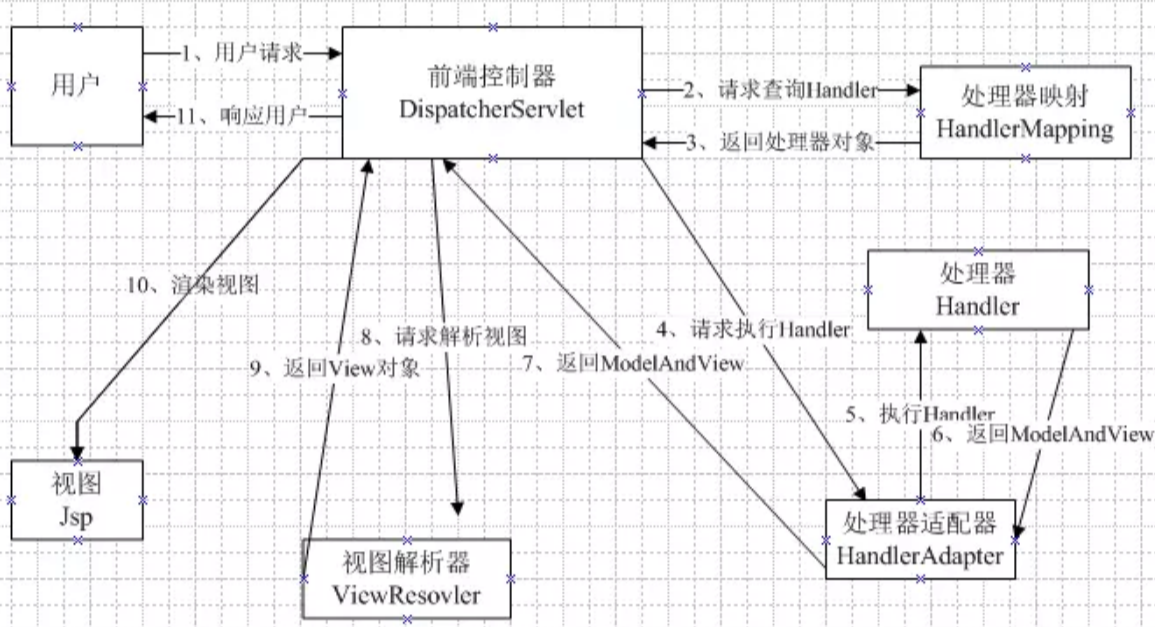 用户
1、用户请求
11、响应用户
前端控制器
DispatcherServlet
2、请求查询Handler
3、返回处理器对象
处理器映射
HandlerMapping
处理器
Handler
10、渲染视图
8、请求解析视图
9、返回View对象
4、请求执行Handler
7、返回ModelAndView
5、执行Handler
6、返回ModelAndView
视图
Jsp
视图解析器
ViewResovler
处理器适配器
HandlerAdapter